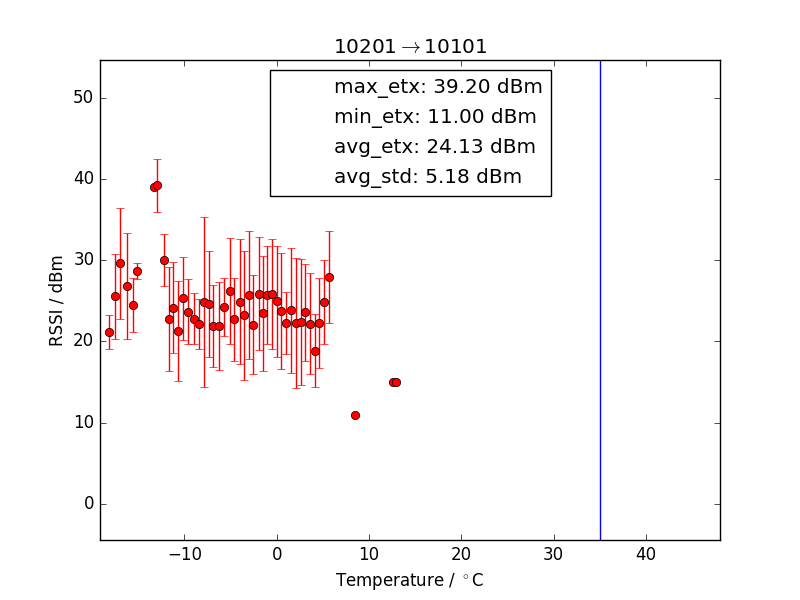 10201→10101
max_etx: 39.20 dBm
min_etx: 11.00 dBm
avg_etx: 24.13 dBm
avg_std: 5.18 dBm
RSSI / dBm
50
40
30
20
10
0
−10 0 10 20 30 40
Temperature / °C